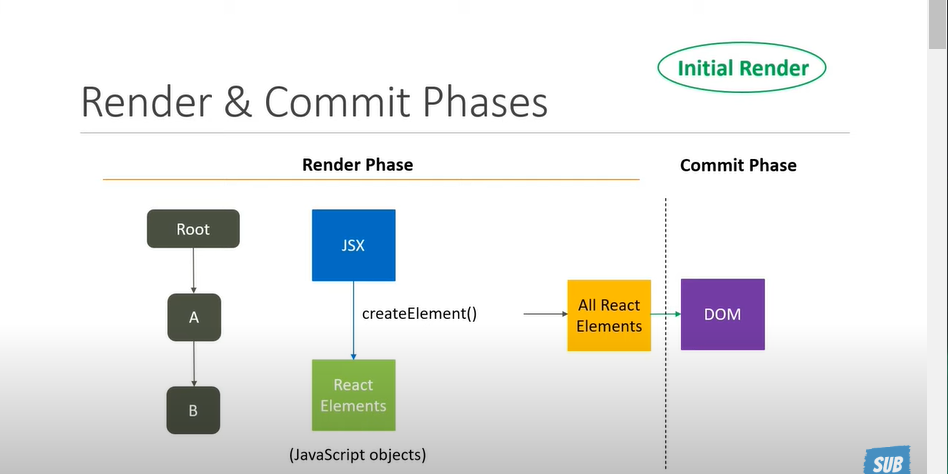 Initial Render
Render & Commit Phases
Render Phase
Commit Phase
Root
JSX
A
createElement()
All React
Elements
DOM
React
Elements
B
(JavaScript objects)
SUB